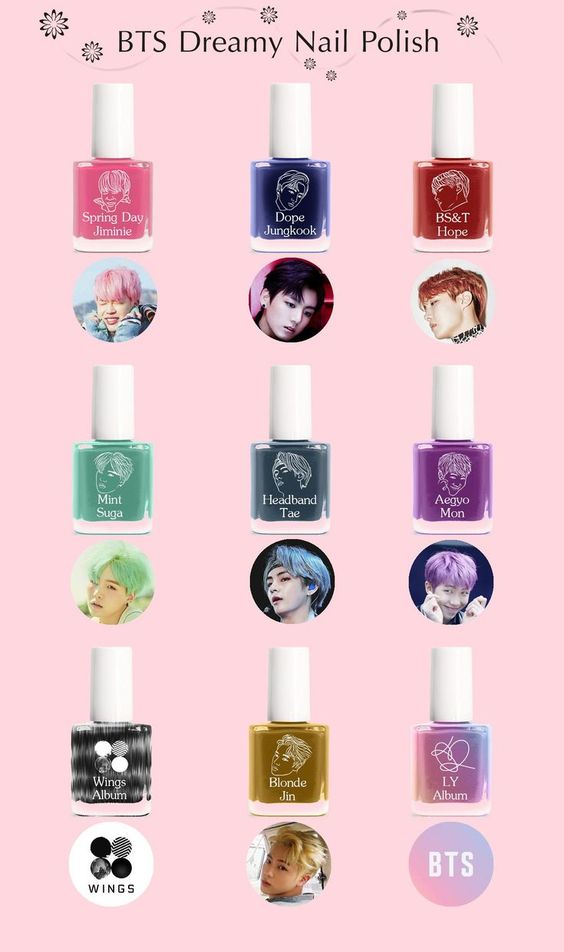 BTS Dreamy Nail Polish
Spring Day
Jiminie
Dope
Jungkook
BS&T
Hope
Mint
Suga
Headband
Tae
Aegyo
Mon
Wings
Album
Blonde
Jin
LY
Album
WINGS
BTS